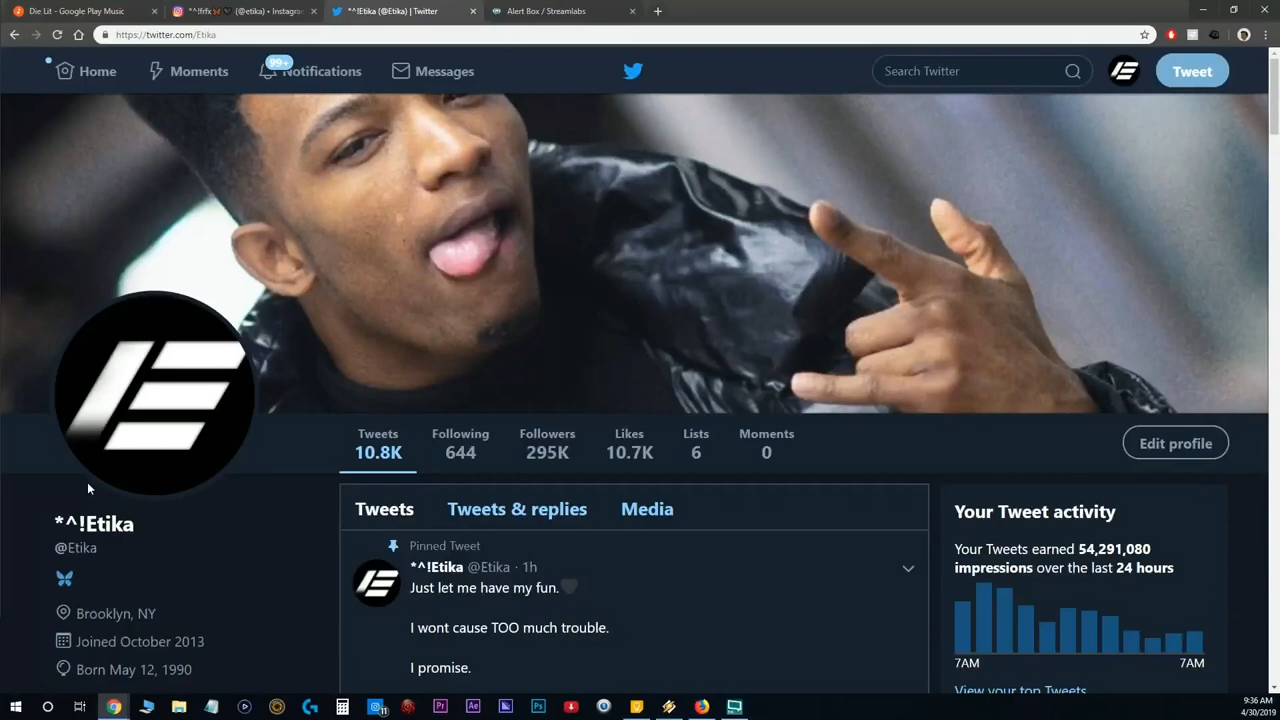 Die Lit - Google Play Music
(@etika) • Instagra
*^!Etika (@Etika) | Twitter
Alert Box / Streamlabs
https://twitter.com/Etika
Home
Moments
99+
Notifications
Messages
Search Twitter
Tweet
Tweets Following Followers Likes Lists Moments
10.8K 644 295K 10.7K 6 0
Edit profile
*^!Etika
@Etika
Brooklyn, NY
Joined October 2013
Born May 12, 1990
Tweets Tweets & replies Media
Pinned Tweet
*^!Etika @Etika · 1h
Just let me have my fun.🖤
I wont cause TOO much trouble.
I promise.
Your Tweet activity
Your Tweets earned 54,291,080
impressions over the last 24 hours
7AM 7AM
View your top Tweets
11
9:36 AM
4/30/2019